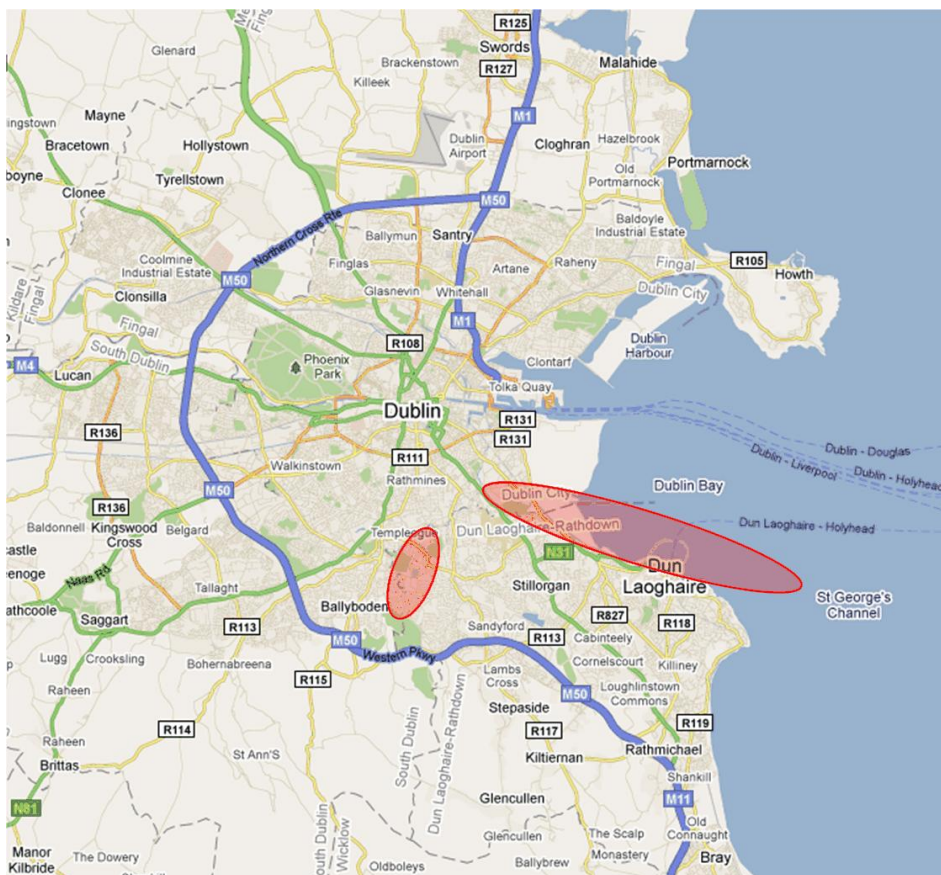 R125
Swords
Malahide
Glenard
Brackenstown
R127
Killeek
Mayne
M1
Dublin
Airport
Cloghran
Hazelbrook
Bracetown
Hollystown
Old
Portmarnock
Portmarnock
Tyrellstown
Clonee
M50
Northern Cross Rte
Ballymun
Santry
Baldoyle
Industrial Estate
Coolmine
Industrial Estate
Finglas
Artane
Raheny
Fingal
R105
Howth
Kildare
Fingal
M50
Clonsilla
Glasnevin
Whitehall
Dublin City
Fingal
M1
South Dublin
R108
Dublin
Harbour
M4
Lucan
Phoenix
Park
Clontarf
Tolka Quay
Dublin
R131
R136
R131
Dublin - Douglas
Dublin - Liverpool
Dublin - Holyhead
R111
Walkinstown
Rathmines
M50
Dublin City
Dublin Bay
R136
Baldonnell
Kingswood
Cross
Belgard
Templeogue
Dun Laoghaire-Rathdown
Dun Laoghaire - Holyhead
N31
Naas Rd
Dun
Laoghaire
Tallaght
Stillorgan
St George's
Channel
Saggart
Ballyboden
R827
R118
R113
Sandyford
R113
Cabinteely
M50
Western Pkwy
Lugg
Crooksling
Bohernabreena
Lambs
Cross
Cornelscourt
Killiney
R115
M50
Raheen
Loughlinstown
Commons
Stepaside
R114
R117
R119
Raheen
St Ann'S
South Dublin
Dun Laoghaire-Rathdown
Kiltiernan
Rathmichael
Brittas
Shankill
N81
Glencullen
M11
Old
Connaught
South Dublin
Wicklow
Glencullen
The Scalp
Manor
Kilbride
The Dowery
Oldboleys
Ballybrew
Monastery
Bray